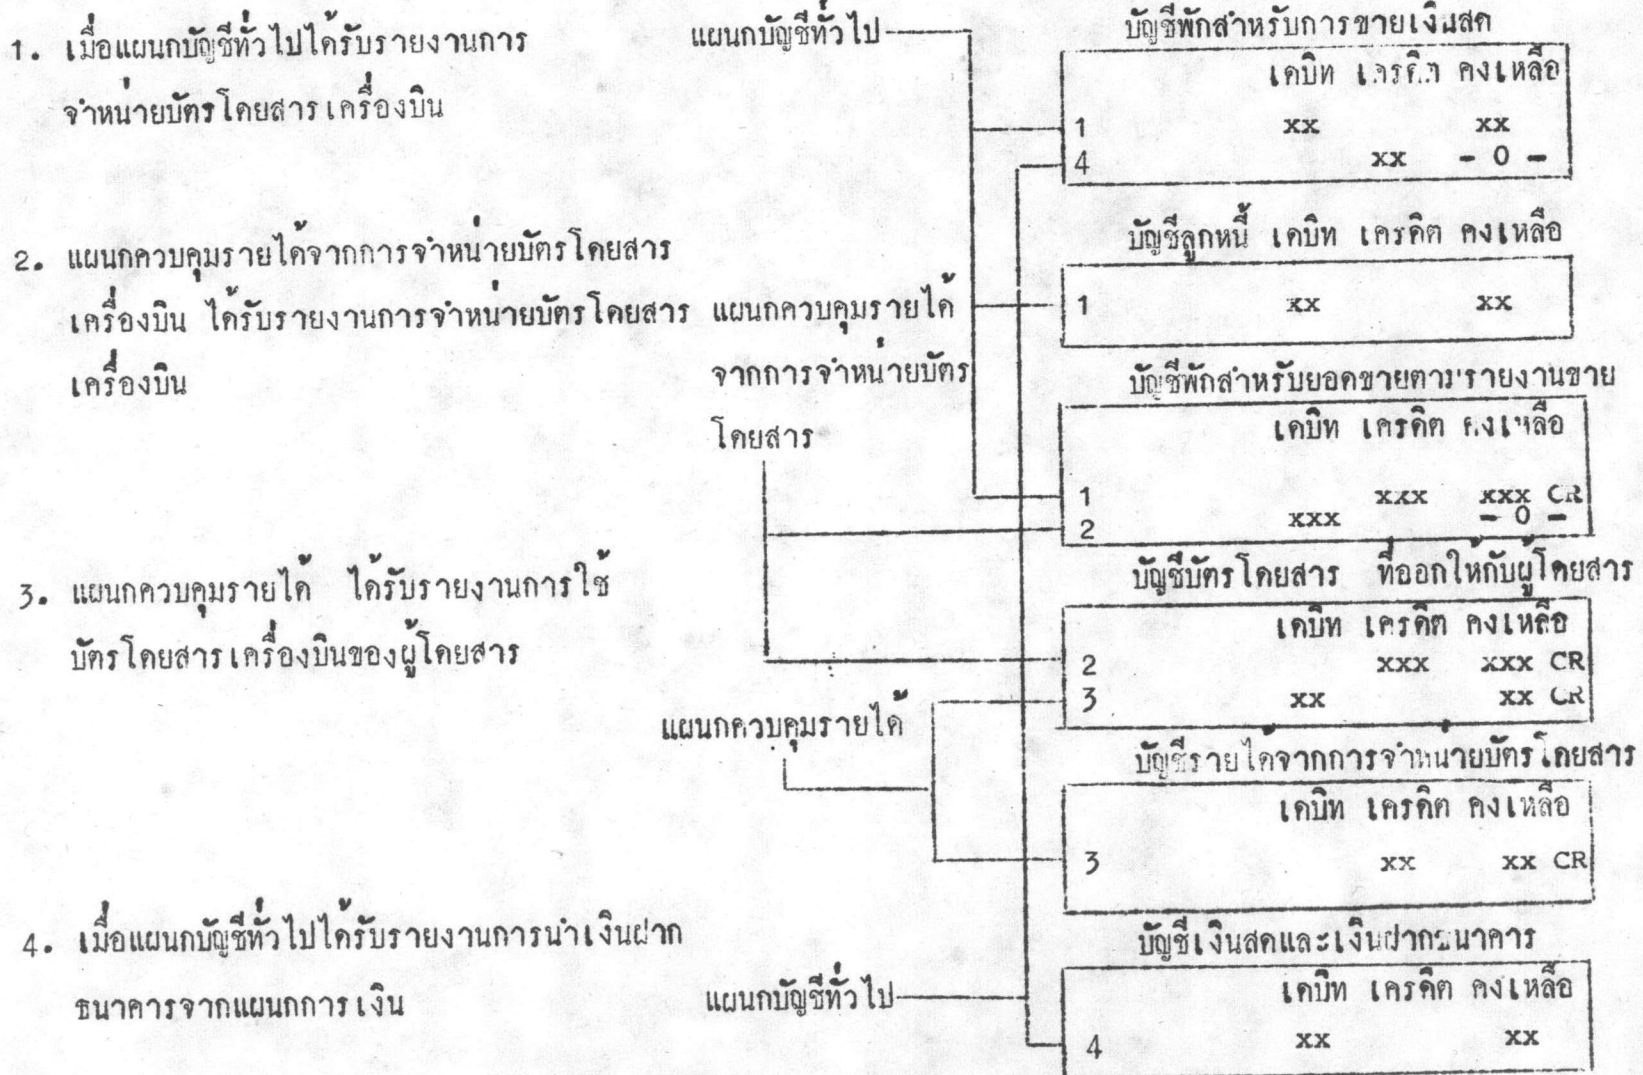 1. เมื่อแผนกบัญชีทั่วไปได้รับรายงานการ
จำหน่ายบัตรโดยสารเครื่องบิน
2. แผนกควบคุมรายได้จากการจำหน่ายบัตรโดยสาร
เครื่องบิน ได้รับรายงานการจำหน่ายบัตรโดยสาร
เครื่องบิน
3. แผนกควบคุมรายได้ ได้รับรายงานการใช้
บัตรโดยสารเครื่องบินของผู้โดยสาร
4. เมื่อแผนกบัญชีทั่วไปได้รับรายงานการนำเงินฝาก
ธนาคารจากแผนกการเงิน
แผนกบัญชีทั่วไป
แผนกควบคุมรายได้
จากการจำหน่ายบัตร
โดยสาร
แผนกควบคุมรายได้
แผนกบัญชีทั่วไป
บัญชีพักสำหรับการขายเงินสด
เดบิท เครดิต คงเหลือ
1 xx xx
4 xx - 0 -
บัญชีลูกหนี้ เดบิท เครดิต คงเหลือ
1 xx xx
บัญชีพักสำหรับยอดขายตามรายงานขาย
เดบิท เครดิต คงเหลือ
1 xxx xxx CR
2 xxx - 0 -
บัญชีบัตรโดยสาร ที่ออกให้กับผู้โดยสาร
เดบิท เครดิต คงเหลือ
2 xxx xxx CR
3 xx xx CR
บัญชีรายได้จากการจำหน่ายบัตรโดยสาร
เดบิท เครดิต คงเหลือ
3 xx xx CR
บัญชีเงินสดและเงินฝากธนาคาร
เดบิท เครดิต คงเหลือ
4 xx xx